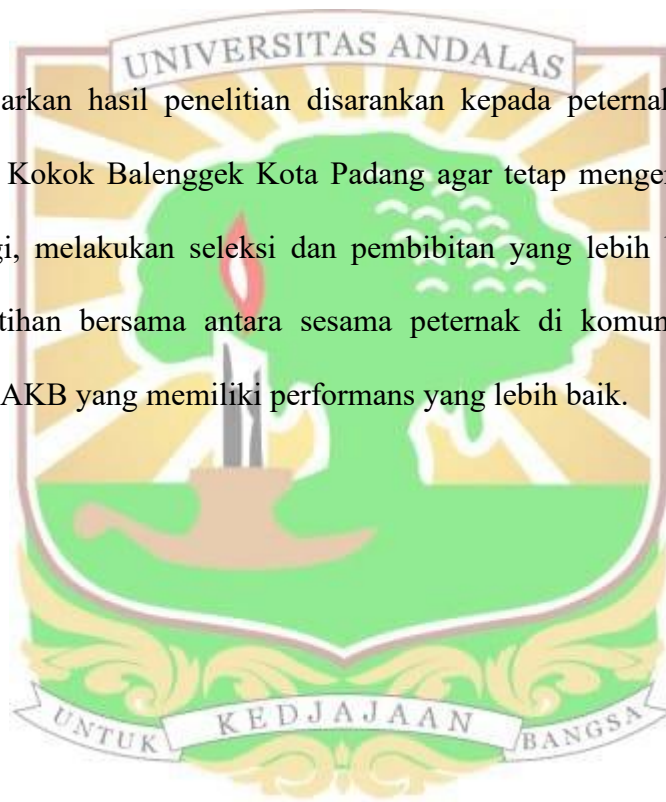 UNIVERSITAS ANDALAS
arkan hasil penelitian disarankan kepada peternak
Kokok Balenggek Kota Padang agar tetap menge
gi, melakukan seleksi dan pembibitan yang lebih
tihan bersama antara sesama peternak di komun
AKB yang memiliki performans yang lebih baik.
UNTUK KEDJAJAAN BANGSA